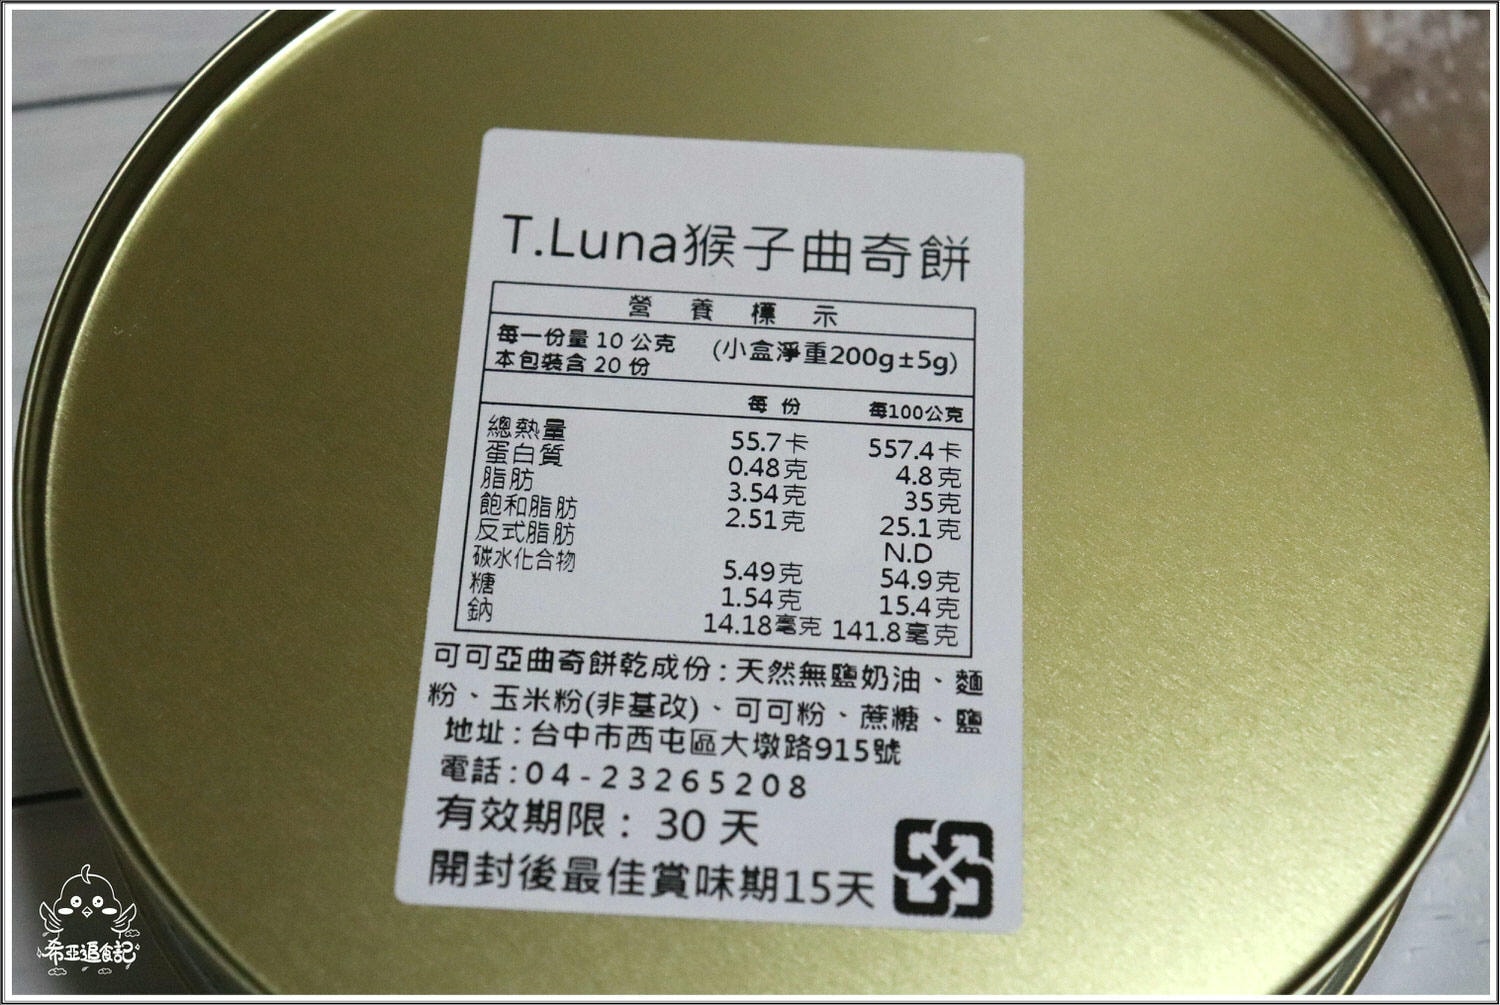 T.Luna猴子曲奇餅
營養標示
每一份量 10 公克 (小盒淨重200g±5g)
本包裝含 20 份
每份 每100公克
總熱量 55.7卡 557.4卡
蛋白質 0.48克 4.8克
脂肪 3.54克 35克
飽和脂肪 2.51克 25.1克
反式脂肪 N.D
碳水化合物 5.49克 54.9克
糖 1.54克 15.4克
鈉 14.18毫克 141.8毫克
可可亞曲奇餅乾成份:天然無鹽奶油、麵
粉、玉米粉(非基改)、可可粉、蔗糖、鹽
地址:台中市西屯區大墩路915號
電話:04-23265208
有效期限: 30 天
開封後最佳賞味期15天
希亞追食記